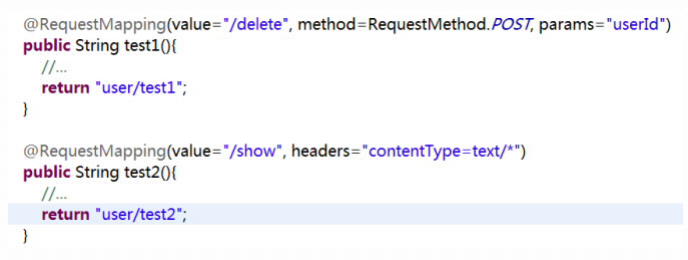 @RequestMapping(value="/delete", method=RequestMethod.POST, params="userId")
public String test1(){
//...
return "user/test1";
}
@RequestMapping(value="/show", headers="contentType=text/*")
public String test2(){
//...
return "user/test2";
}